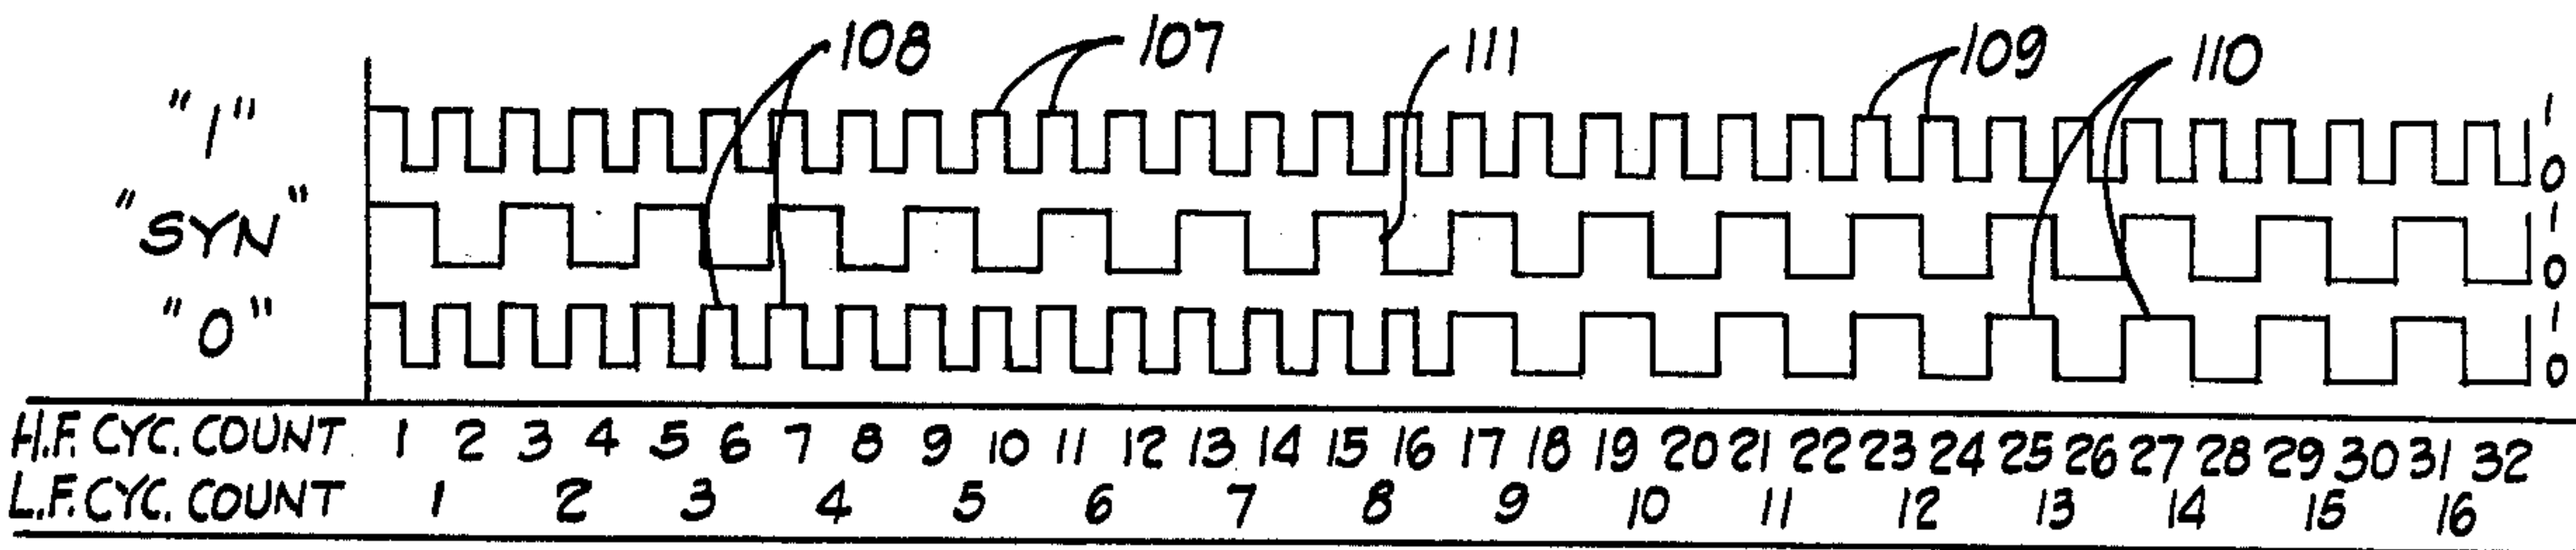 108 107 111 109 110
"1" 1 0
"SYN" 1 0
"0" 1 0
H.F. CYC. COUNT 1 2 3 4 5 6 7 8 9 10 11 12 13 14 15 16 17 18 19 20 21 22 23 24 25 26 27 28 29 30 31 32
L.F. CYC. COUNT 1 2 3 4 5 6 7 8 9 10 11 12 13 14 15 16